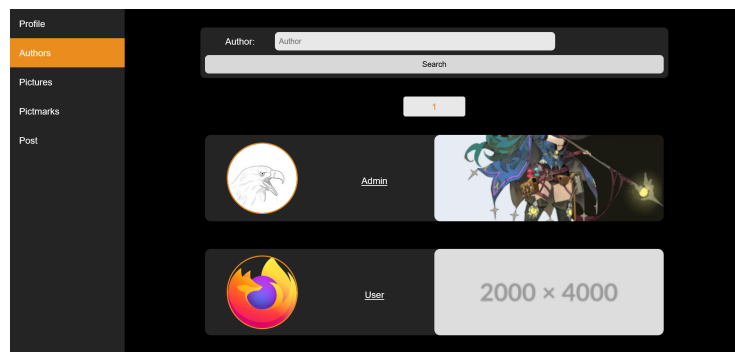 Profile
Authors
Pictures
Pictmarks
Post
Author: Author
Search
1
Admin
User
2000 × 4000